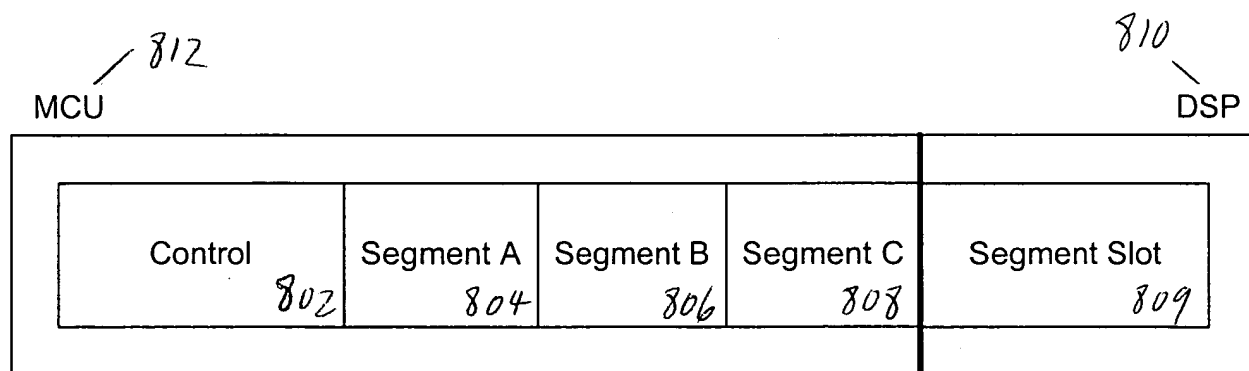 812
810
MCU
DSP
Control
Segment A
Segment B
Segment C
Segment Slot
802
804
806
808
809